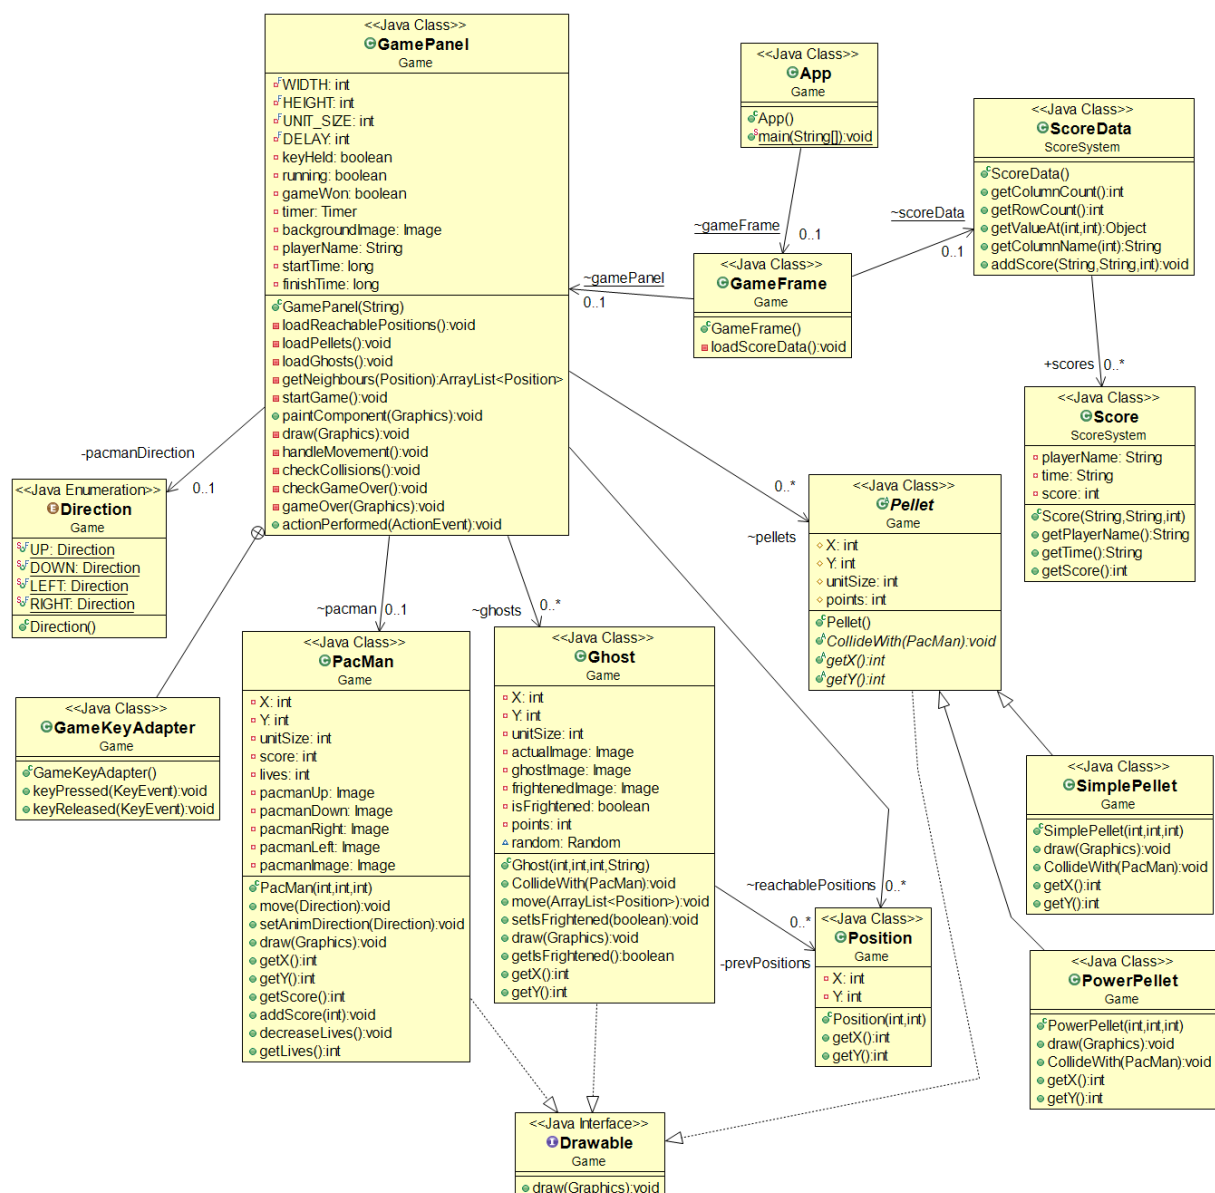 <<Java Class>>
GamePanel
Game
WIDTH: int
HEIGHT: int
UNIT_SIZE: int
DELAY: int
keyHeld: boolean
running: boolean
gameWon: boolean
timer: Timer
backgroundImage: Image
playerName: String
startTime: long
finishTime: long
GamePanel(String)
loadReachablePositions():void
loadPellets():void
loadGhosts():void
getNeighbours(Position):ArrayList<Position>
startGame():void
paintComponent(Graphics):void
draw(Graphics):void
handleMovement():void
checkCollisions():void
checkGameOver():void
gameOver(Graphics):void
actionPerformed(ActionEvent):void
<<Java Class>>
App
Game
App()
main(String[]):void
~gameFrame
0..1
<<Java Class>>
GameFrame
Game
GameFrame()
loadScoreData():void
~gamePanel
0..1
~scoreData
0..1
<<Java Class>>
ScoreData
ScoreSystem
ScoreData()
getColumnCount():int
getRowCount():int
getValueAt(int,int):Object
getColumnName(int):String
addScore(String,String,int):void
+scores
0..*
<<Java Class>>
Score
ScoreSystem
playerName: String
time: String
score: int
Score(String,String,int)
getPlayerName():String
getTime():String
getScore():int
-pacmanDirection
0..1
<<Java Enumeration>>
Direction
Game
UP: Direction
DOWN: Direction
LEFT: Direction
RIGHT: Direction
Direction()
<<Java Class>>
GameKeyAdapter
Game
GameKeyAdapter()
keyPressed(KeyEvent):void
keyReleased(KeyEvent):void
~pacman
0..1
<<Java Class>>
PacMan
Game
X: int
Y: int
unitSize: int
score: int
lives: int
pacmanUp: Image
pacmanDown: Image
pacmanRight: Image
pacmanLeft: Image
pacmanImage: Image
PacMan(int,int,int)
move(Direction):void
setAnimDirection(Direction):void
draw(Graphics):void
getX():int
getY():int
getScore():int
addScore(int):void
decreaseLives():void
getLives():int
~ghosts
0..*
<<Java Class>>
Ghost
Game
X: int
Y: int
unitSize: int
actualImage: Image
ghostImage: Image
frightenedImage: Image
isFrightened: boolean
points: int
random: Random
Ghost(int,int,int,String)
CollideWith(PacMan):void
move(ArrayList<Position>):void
setIsFrightened(boolean):void
draw(Graphics):void
getIsFrightened():boolean
getX():int
getY():int
0..*
~pellets
<<Java Class>>
Pellet
Game
X: int
Y: int
unitSize: int
points: int
Pellet()
CollideWith(PacMan):void
getX():int
getY():int
<<Java Class>>
SimplePellet
Game
SimplePellet(int,int,int)
draw(Graphics):void
CollideWith(PacMan):void
getX():int
getY():int
<<Java Class>>
PowerPellet
Game
PowerPellet(int,int,int)
draw(Graphics):void
CollideWith(PacMan):void
getX():int
getY():int
~reachablePositions
0..*
0..*
-prevPositions
<<Java Class>>
Position
Game
X: int
Y: int
Position(int,int)
getX():int
getY():int
<<Java Interface>>
Drawable
Game
draw(Graphics):void